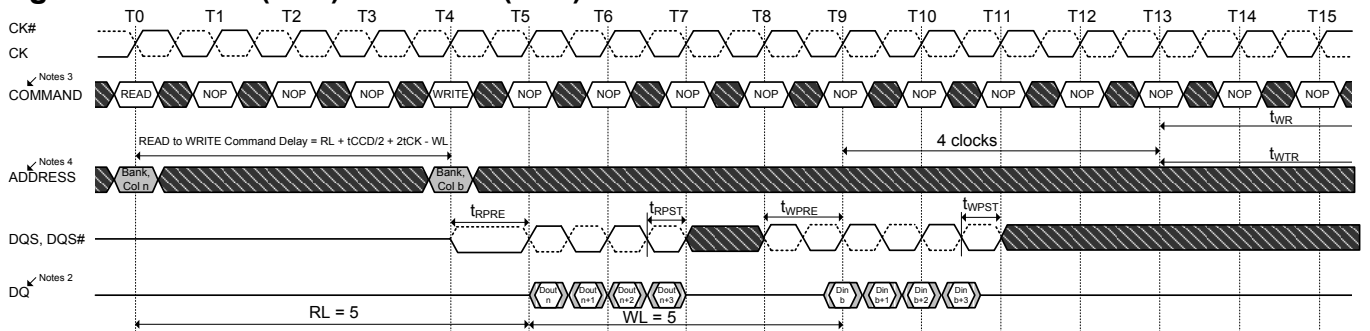 T0 T1 T2 T3 T4 T5 T6 T7 T8 T9 T10 T11 T12 T13 T14 T15
CK#
CK
Notes 3
COMMAND READ NOP NOP NOP WRITE NOP NOP NOP NOP NOP NOP NOP NOP NOP NOP NOP
tWR
READ to WRITE Command Delay = RL + tCCD/2 + 2tCK - WL
4 clocks
tWTR
Notes 4
ADDRESS
Bank, Col n
Bank, Col b
tRPRE tRPST tWPRE tWPST
DQS, DQS#
Notes 2
DQ
Dout n Dout n+1 Dout n+2 Dout n+3 Din b Din b+1 Din b+2 Din b+3
RL = 5 WL = 5